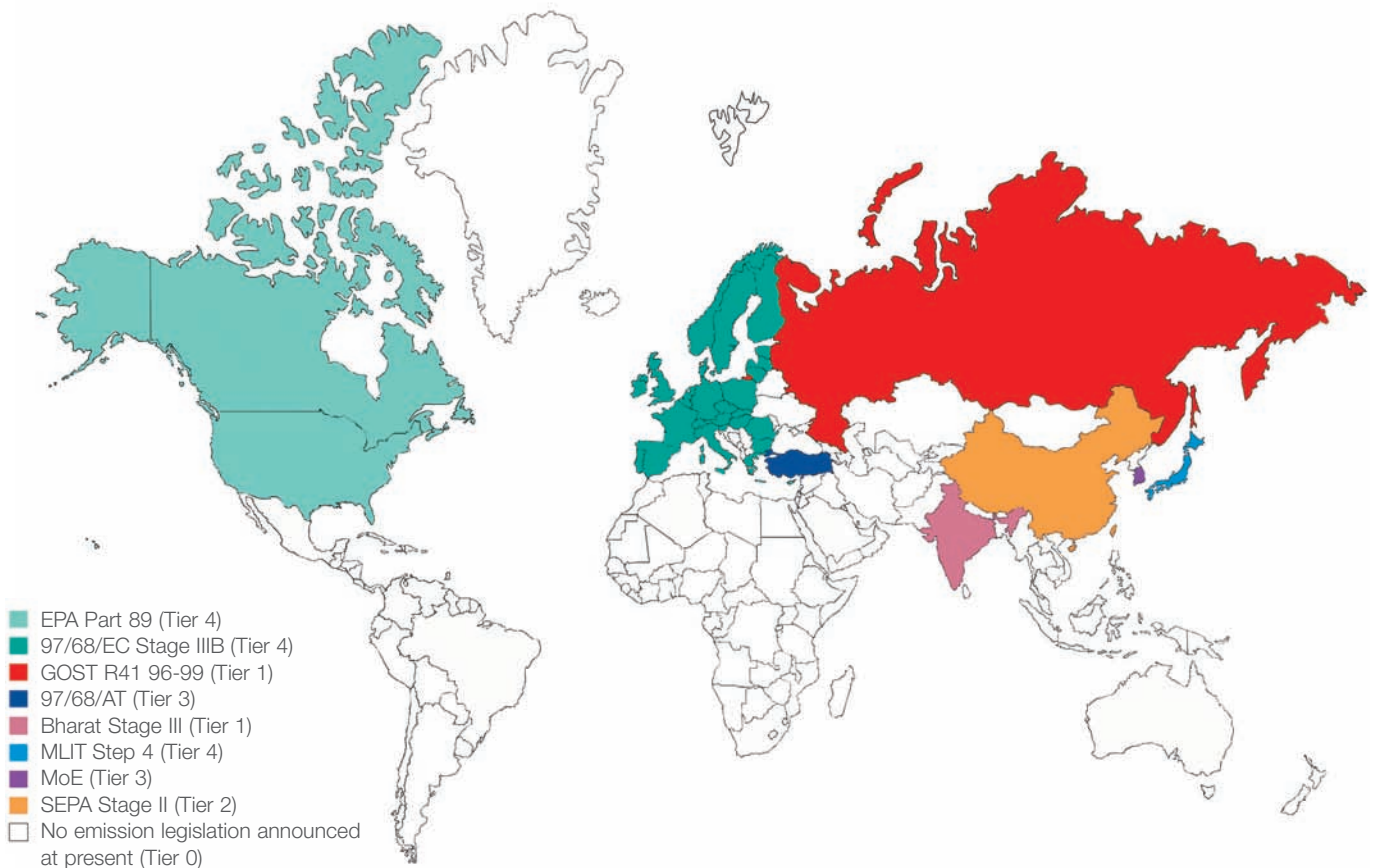 EPA Part 89 (Tier 4)
97/68/EC Stage IIIB (Tier 4)
GOST R41 96-99 (Tier 1)
97/68/AT (Tier 3)
Bharat Stage III (Tier 1)
MLIT Step 4 (Tier 4)
MoE (Tier 3)
SEPA Stage II (Tier 2)
No emission legislation announced
at present (Tier 0)